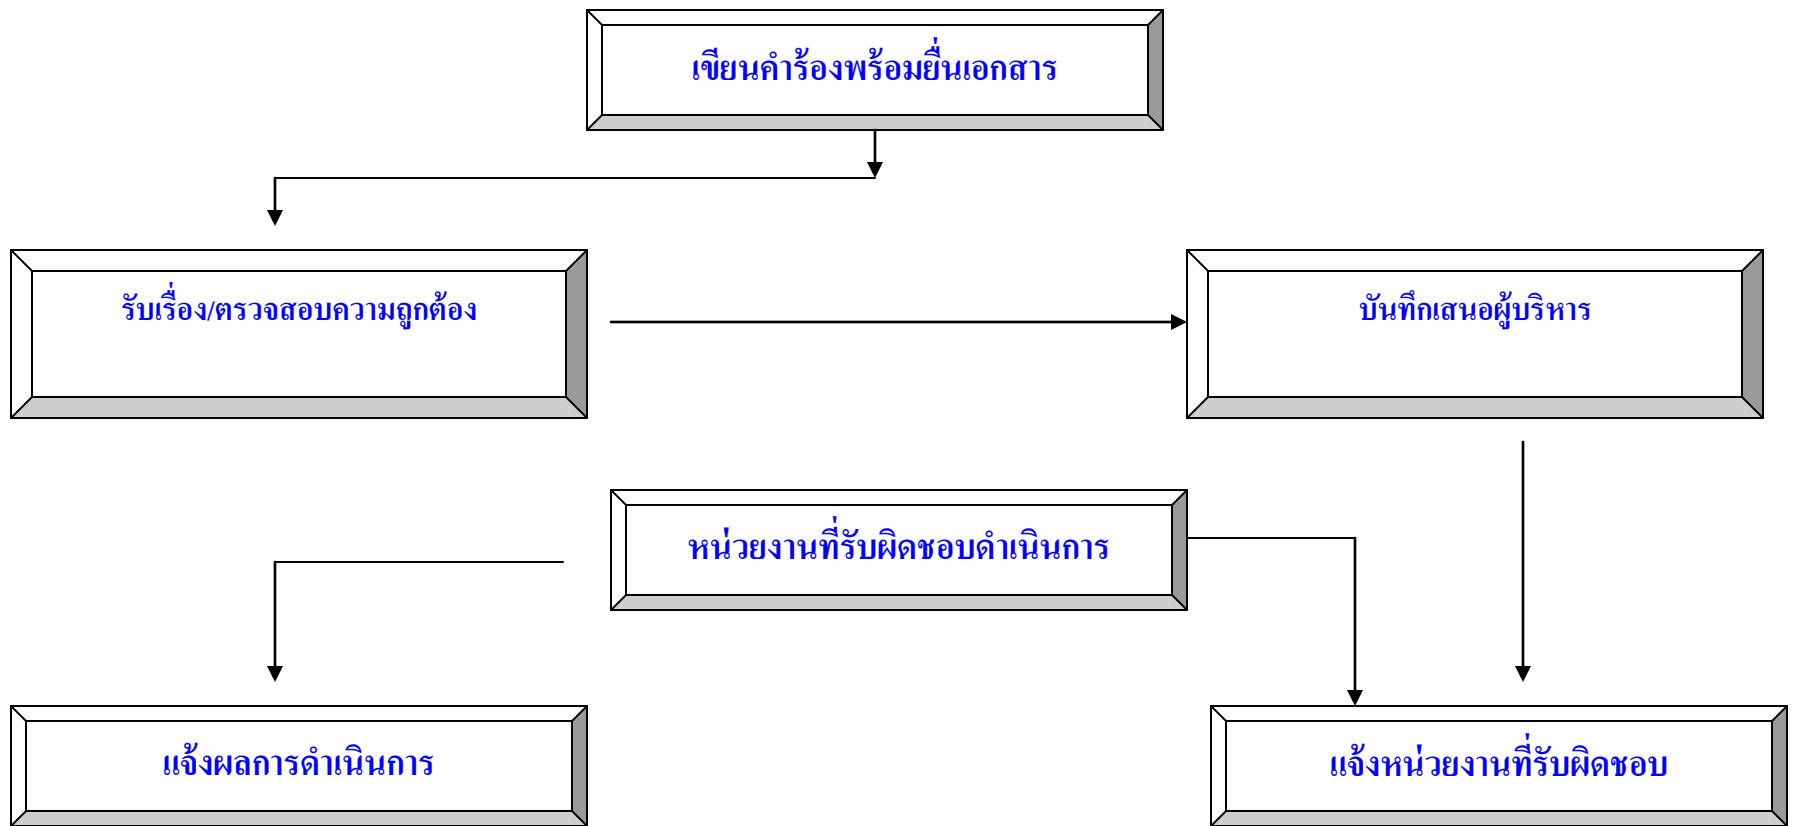 เขียนคำร้องพร้อมยื่นเอกสาร
รับเรื่อง/ตรวจสอบความถูกต้อง
บันทึกเสนอผู้บริหาร
หน่วยงานที่รับผิดชอบดำเนินการ
แจ้งผลการดำเนินการ
แจ้งหน่วยงานที่รับผิดชอบ